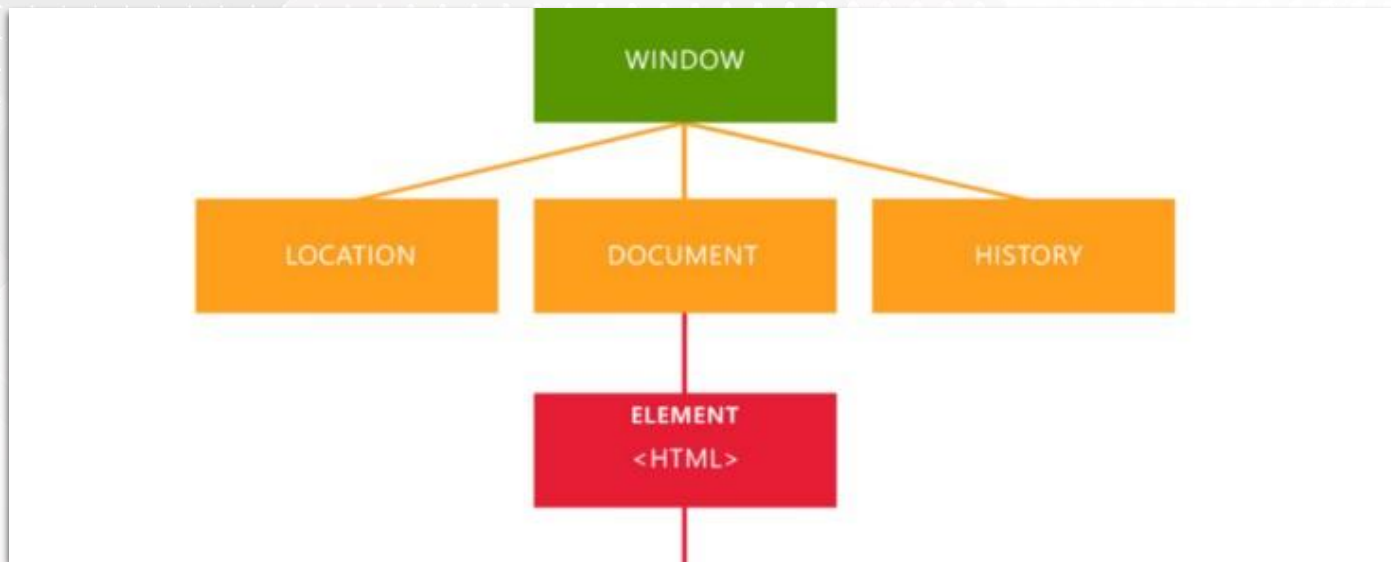 WINDOW
LOCATION
DOCUMENT
HISTORY
ELEMENT
<HTML>